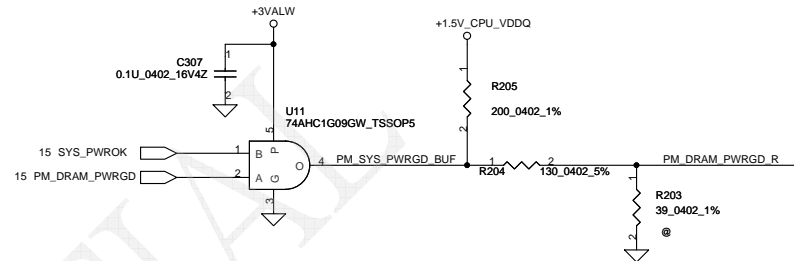 +3VALW
+1.5V_CPU_VDDQ
C307
0.1U_0402_16V4Z
1
2
U11
74AHC1G09GW_TSSOP5
R205
200_0402_1%
1
2
15 SYS_PWROK
1
B
P
5
O
4
PM_SYS_PWRGD_BUF
1
2
PM_DRAM_PWRGD_R
15 PM_DRAM_PWRGD
2
A
G
3
R204
130_0402_5%
R203
39_0402_1%
@
1
2